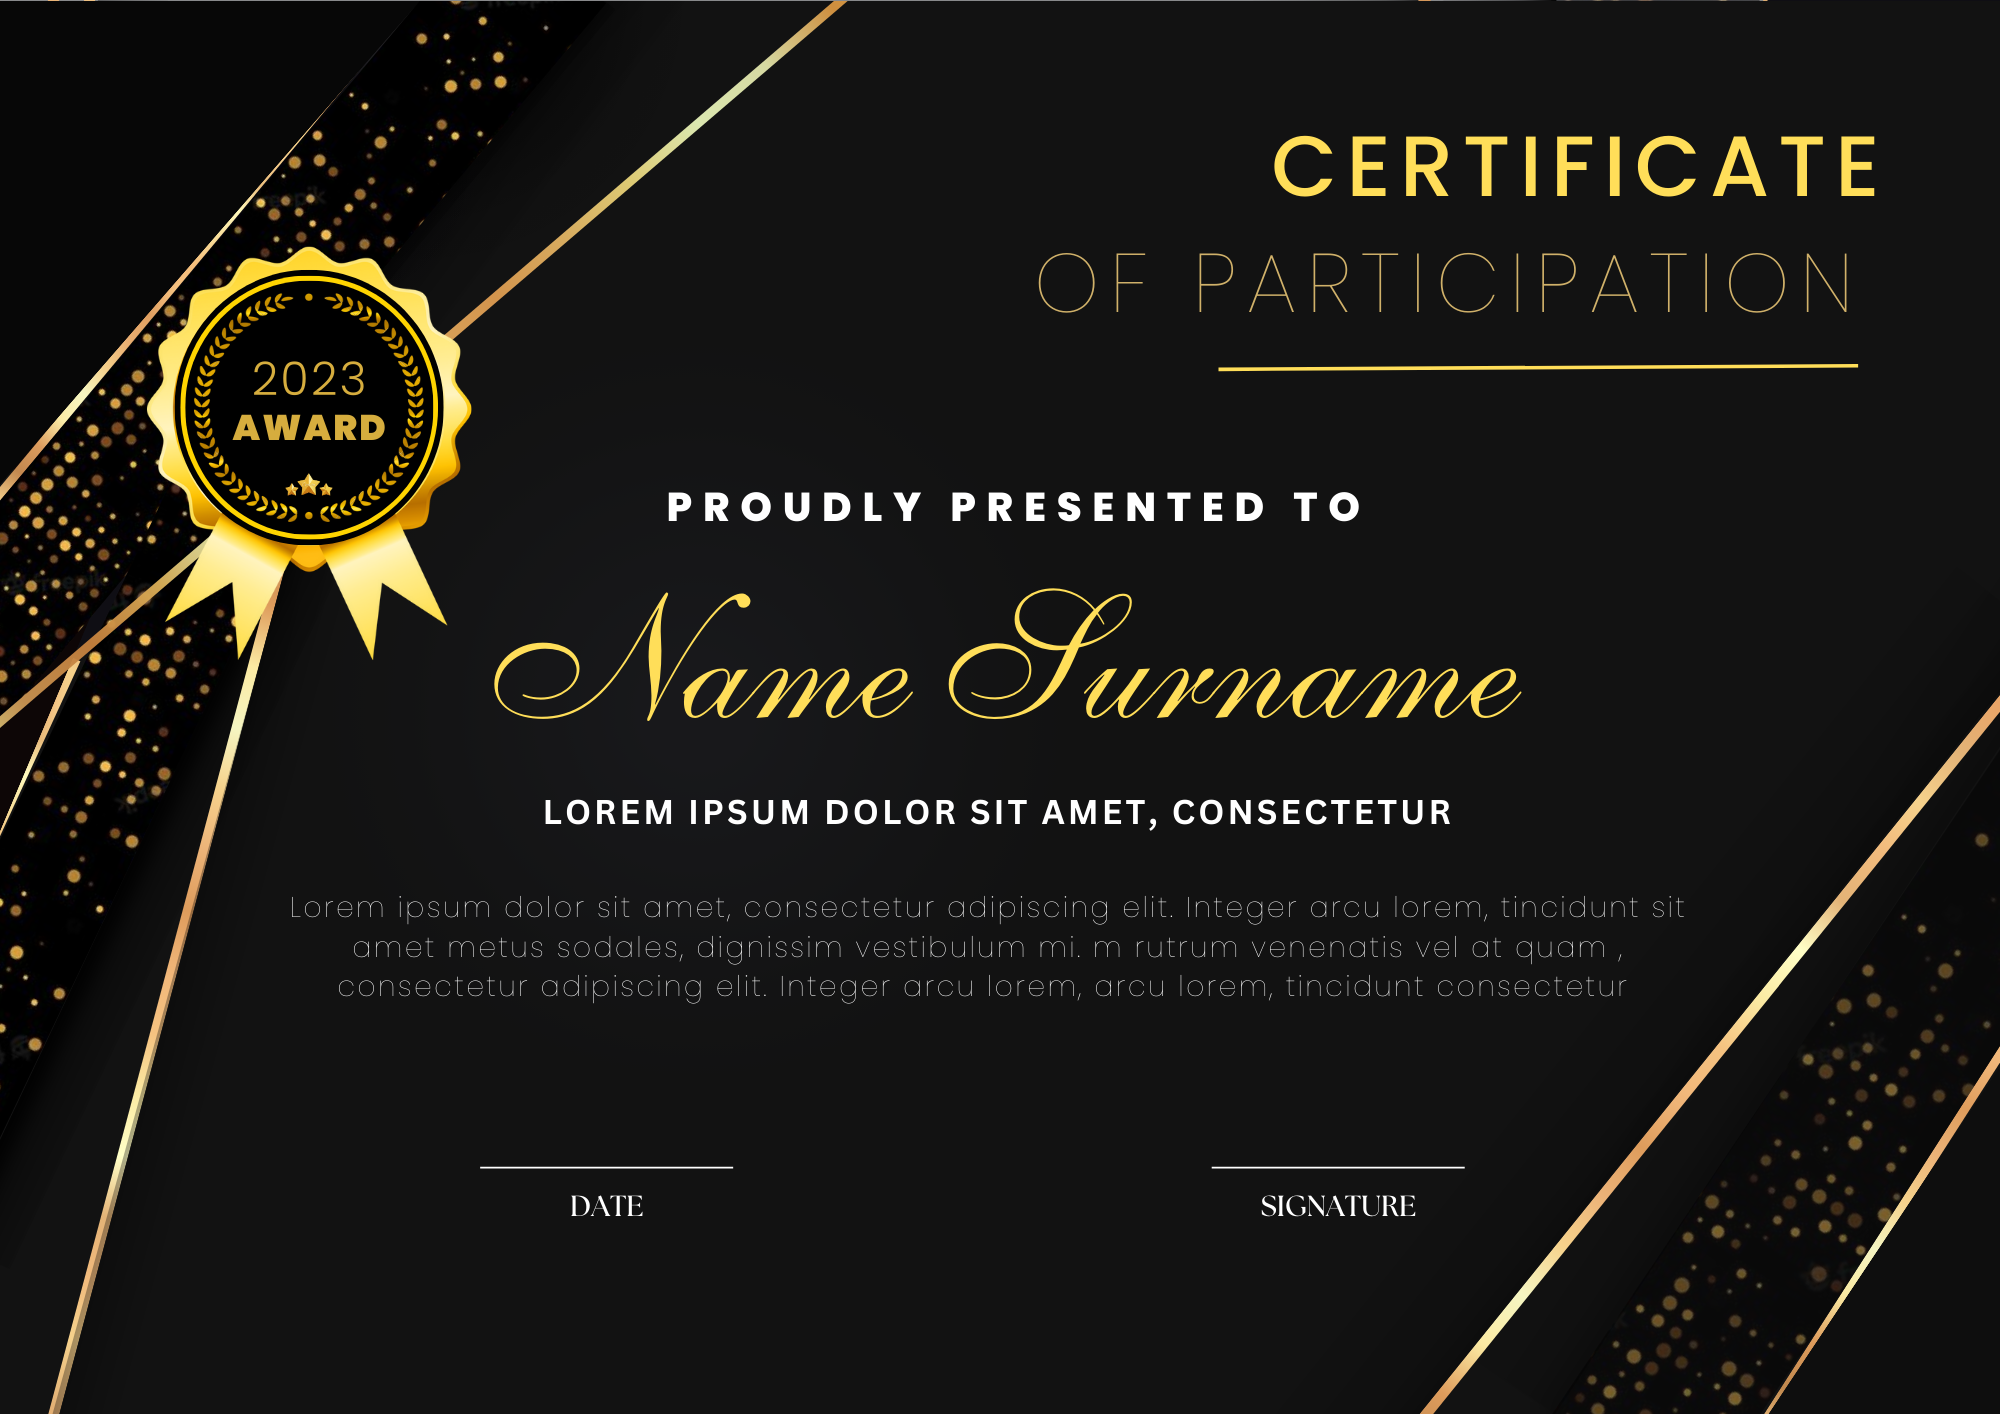 CERTIFICATE
OF PARTICIPATION
2023
AWARD
PROUDLY PRESENTED TO
Name Surname
LOREM IPSUM DOLOR SIT AMET, CONSECTETUR
Lorem ipsum dolor sit amet, consectetur adipiscing elit. Integer arcu lorem, tincidunt sit
amet metus sodales, dignissim vestibulum mi. m rutrum venenatis vel at quam ,
consectetur adipiscing elit. Integer arcu lorem, arcu lorem, tincidunt consectetur
DATE
SIGNATURE